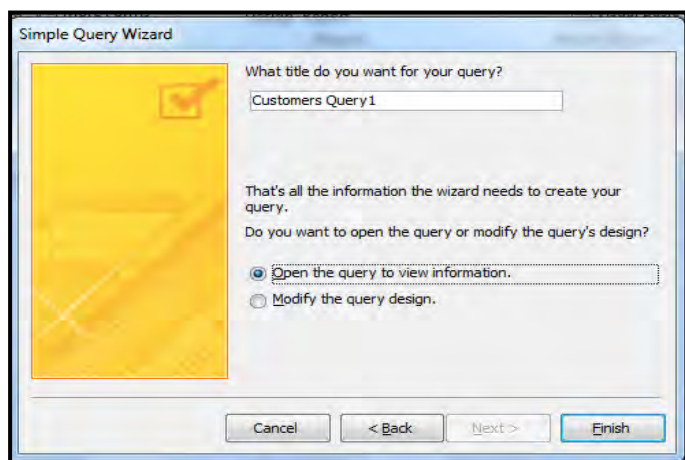 Simple Query Wizard
What title do you want for your query?
Customers Query1
That's all the information the wizard needs to create your
query.
Do you want to open the query or modify the query's design?
Open the query to view information.
Modify the query design.
Cancel
< Back
Next >
Finish